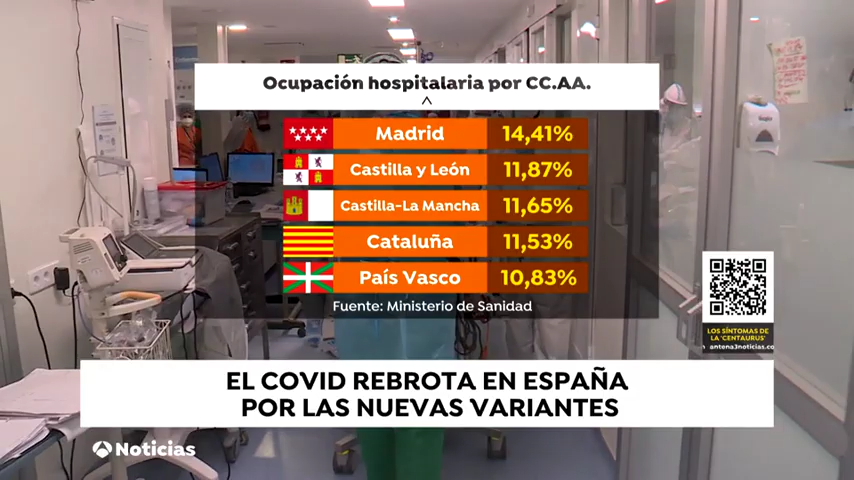 Ocupación hospitalaria por CC.AA.
Madrid 14,41%
Castilla y León 11,87%
Castilla-La Mancha 11,65%
Cataluña 11,53%
País Vasco 10,83%
Fuente: Ministerio de Sanidad
LOS SÍNTOMAS DE
LA 'CENTAURUS'
antena3noticias.co
EL COVID REBROTA EN ESPAÑA
POR LAS NUEVAS VARIANTES
Noticias